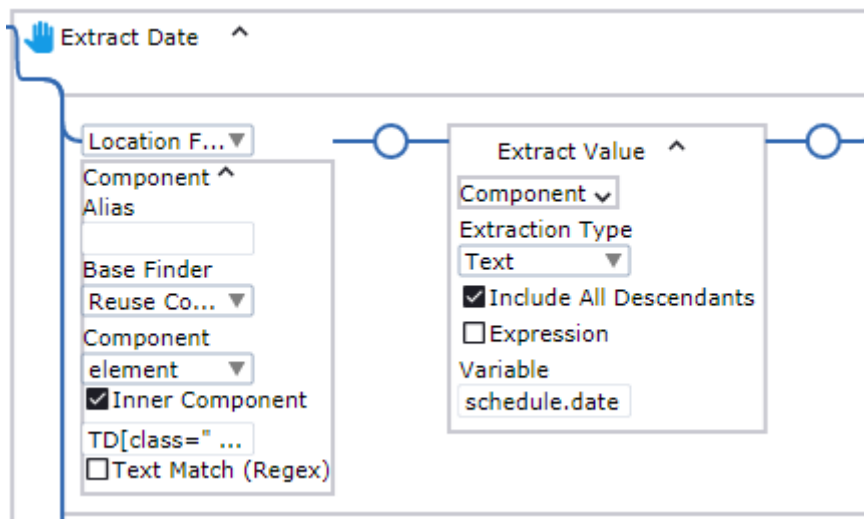 Extract Date
Location F...
Component
Alias
Base Finder
Reuse Co...
Component
element
Inner Component
TD[class=" ...
Text Match (Regex)
Extract Value
Component
Extraction Type
Text
Include All Descendants
Expression
Variable
schedule.date